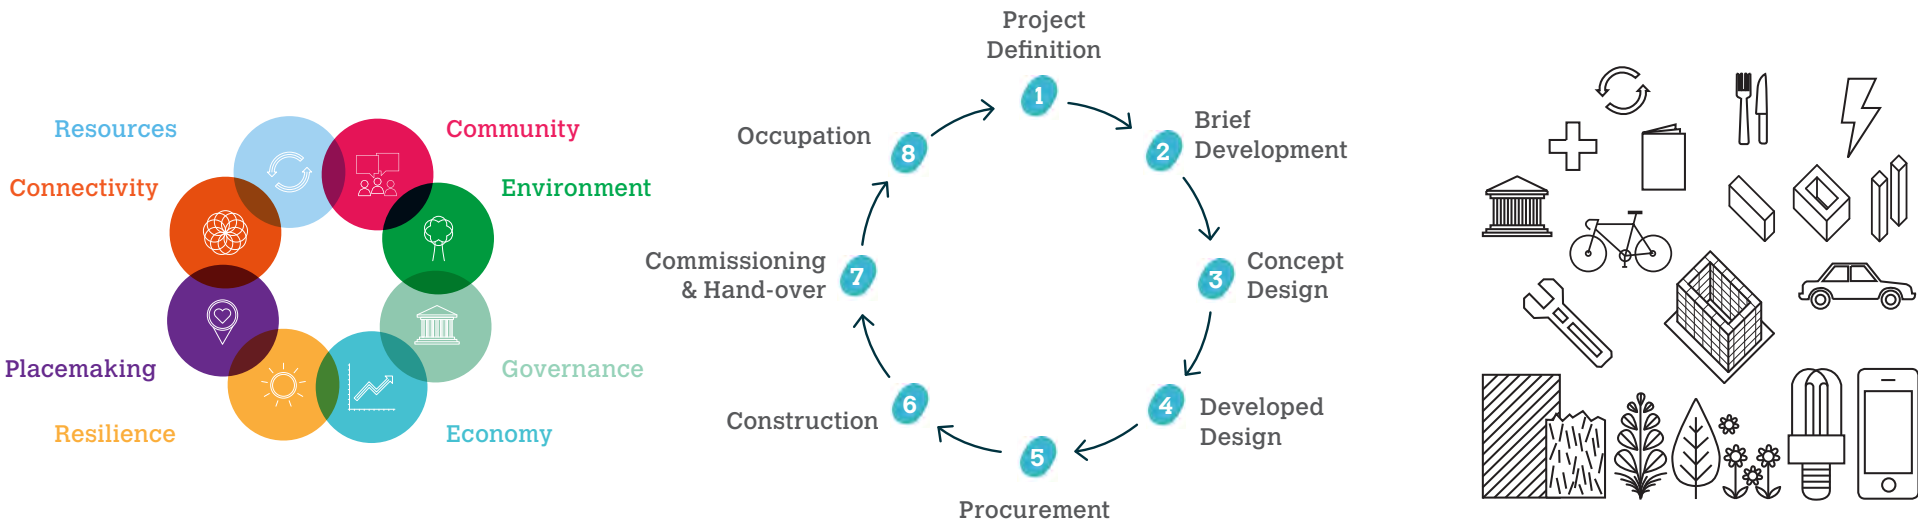 Resources
Community
Connectivity
Environment
Placemaking
Governance
Resilience
Economy
Project
Definition
1
Brief
Development
2
Concept
Design
3
Developed
Design
4
Procurement
5
Construction
6
Commissioning
& Hand-over
7
Occupation
8